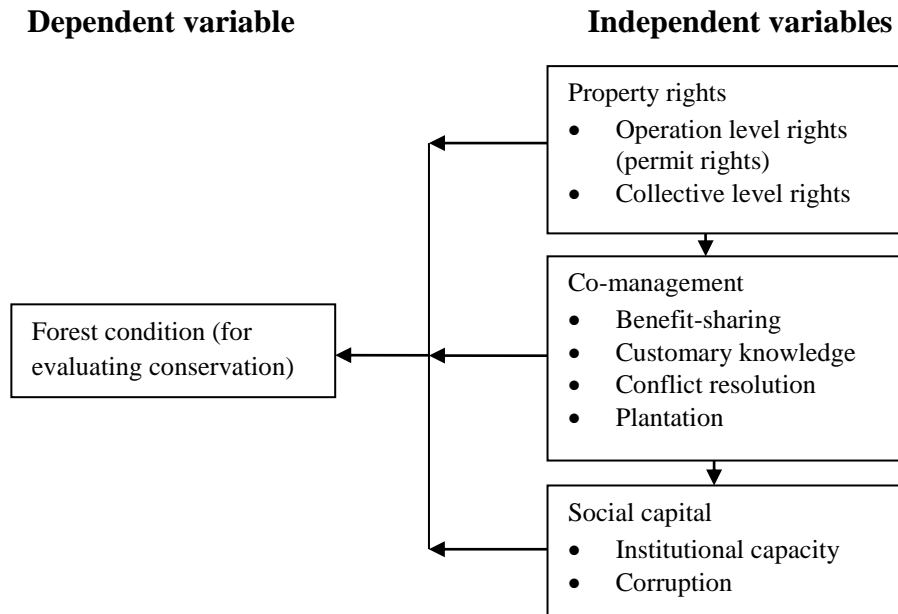 Dependent variable
Independent variables
Property rights
• Operation level rights
(permit rights)
• Collective level rights
Co-management
• Benefit-sharing
• Customary knowledge
• Conflict resolution
• Plantation
Forest condition (for
evaluating conservation)
Social capital
• Institutional capacity
• Corruption